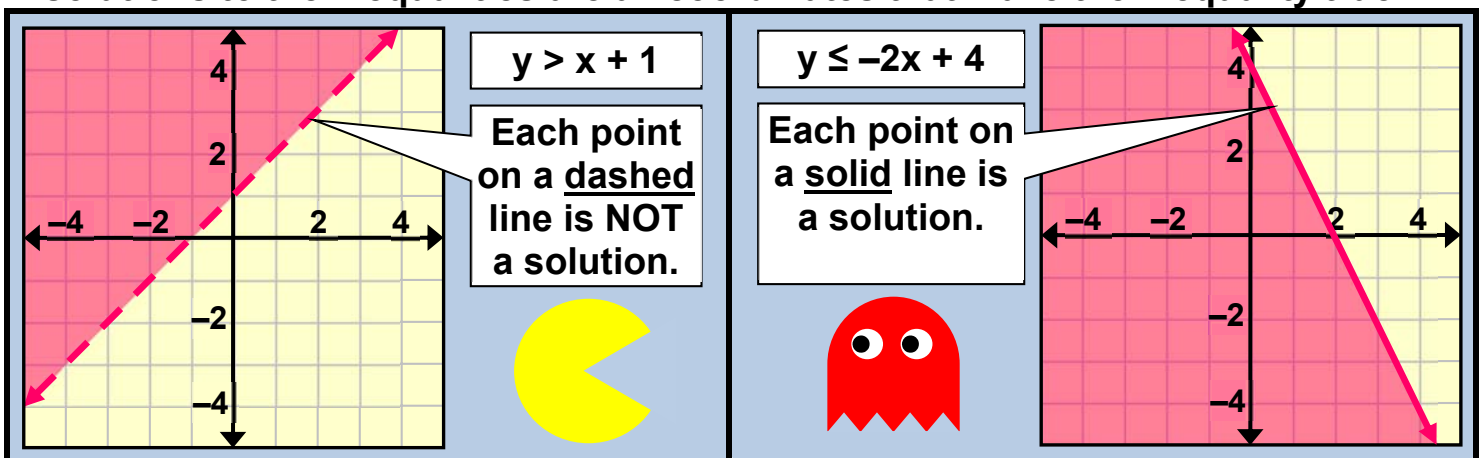 y > x + 1
Each point
on a dashed
line is NOT
a solution.
4
2
–4 –2 2 4
–2
–4
y ≤ –2x + 4
Each point on
a solid line is
a solution.
4
2
–4 –2 2 4
–2
–4